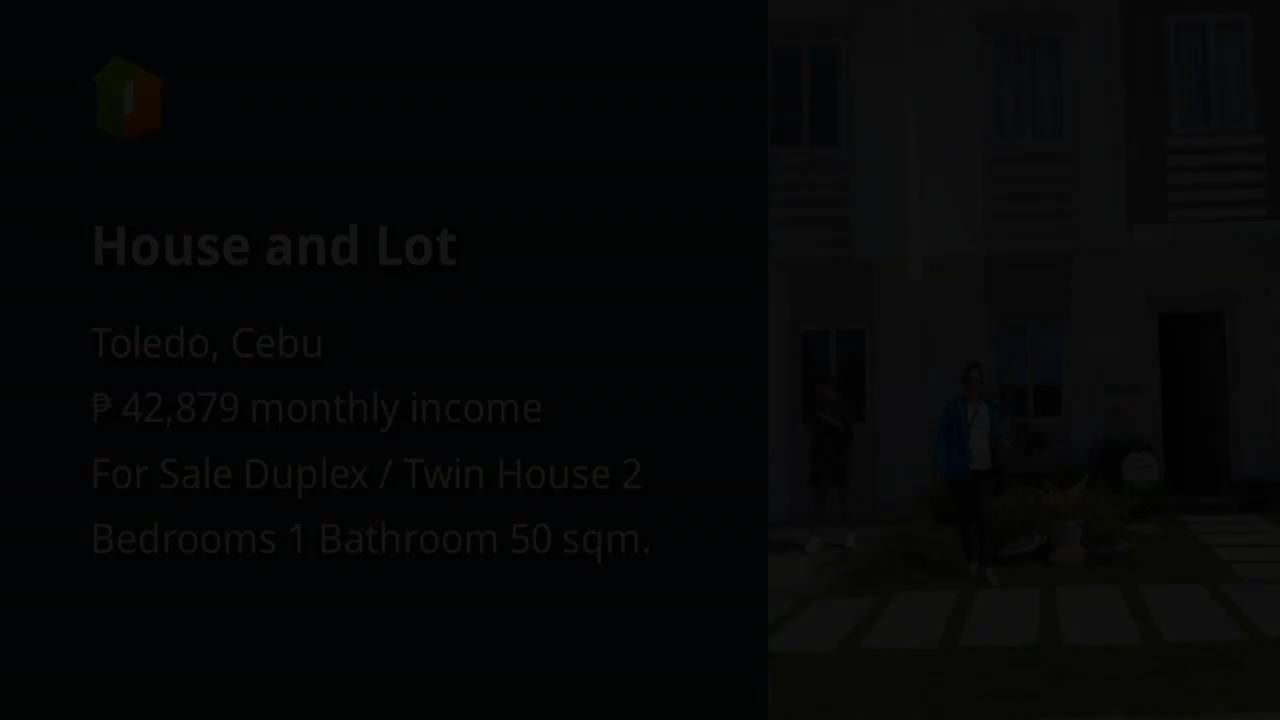 House and Lot
Toledo, Cebu
₱ 42,879 monthly income
For Sale Duplex / Twin House 2
Bedrooms 1 Bathroom 50 sqm.